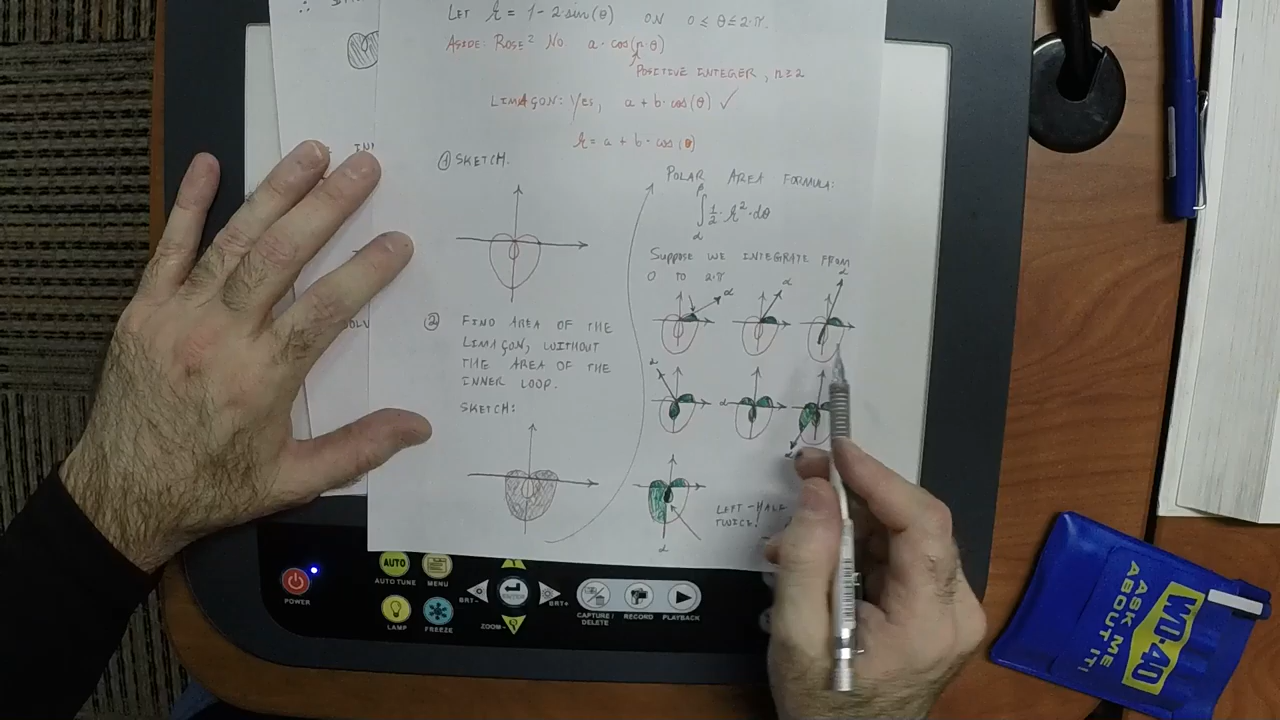 LET r = 1 - 2·sin(θ) ON 0 ≤ θ ≤ 2·π.
ASIDE: ROSE? NO. a·cos(n·θ)
POSITIVE INTEGER, n≥2
LIMAÇON: YES, a + b·cos(θ) ✓
r = a + b·cos(θ)
① SKETCH.
② FIND AREA OF THE
LIMAÇON, WITHOUT
THE AREA OF THE
INNER LOOP.
SKETCH:
POLAR AREA FORMULA:
∫ 1/2·r²·dθ
β
α
SUPPOSE WE INTEGRATE FROM
0 TO 2·π
α
α
α
α
α
α
α
LEFT-HALF
TWICE!
POWER
AUTO
AUTO TUNE
MENU
LAMP
FREEZE
BRT-
BRT+
ZOOM-
CAPTURE/
DELETE
RECORD
PLAYBACK
WD-40
ASK ME
ABOUT IT!